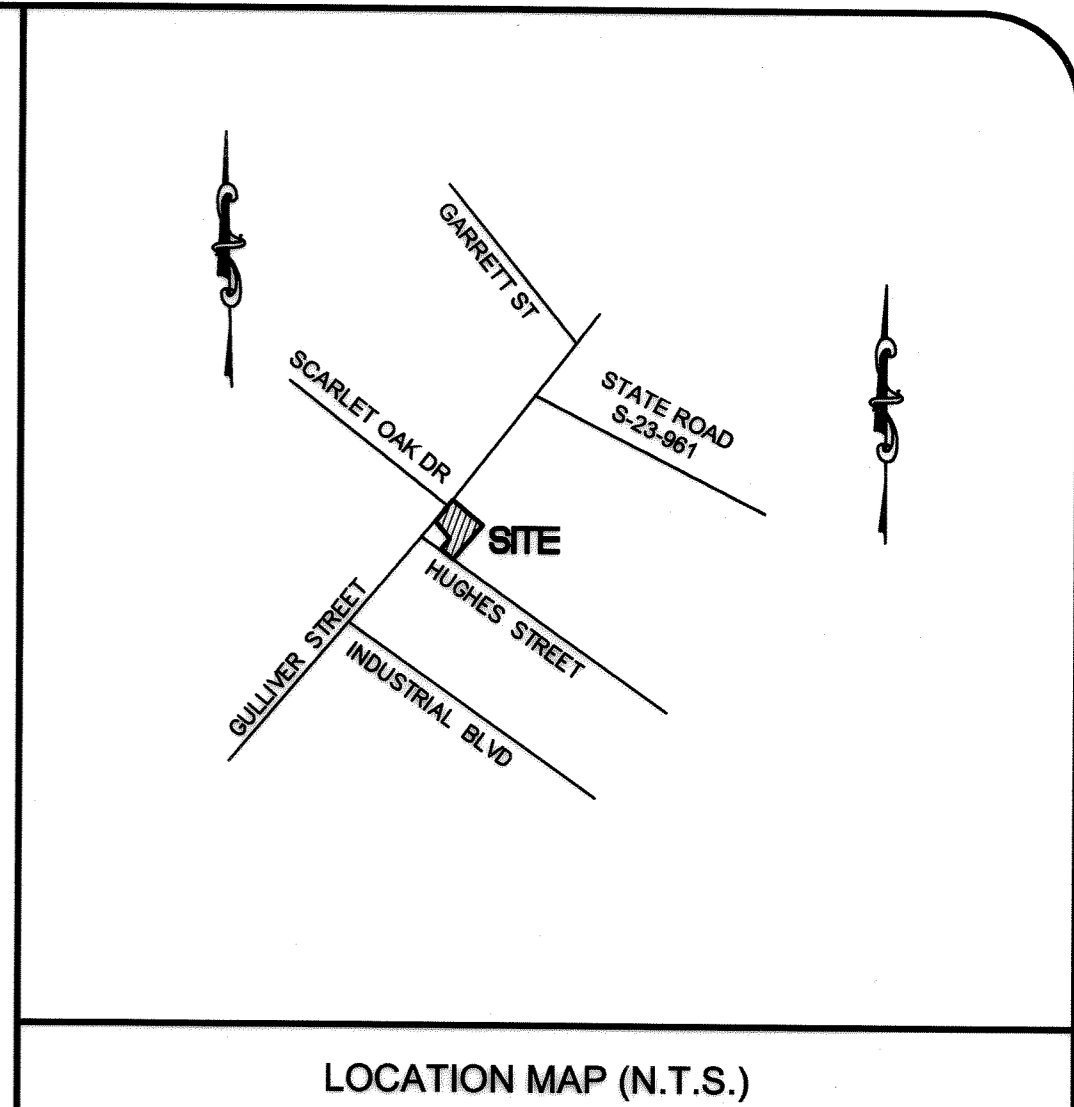 GARRETT ST
SCARLET OAK DR
STATE ROAD
S-23-961
SITE
HUGHES STREET
GULLIVER STREET
INDUSTRIAL BLVD
LOCATION MAP (N.T.S.)